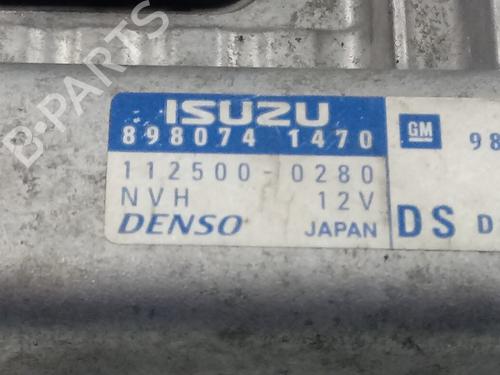 ISUZU
898074 1470
112500-0280
NVH 12V
DENSO JAPAN
GM 98
DS D
B-PARTS